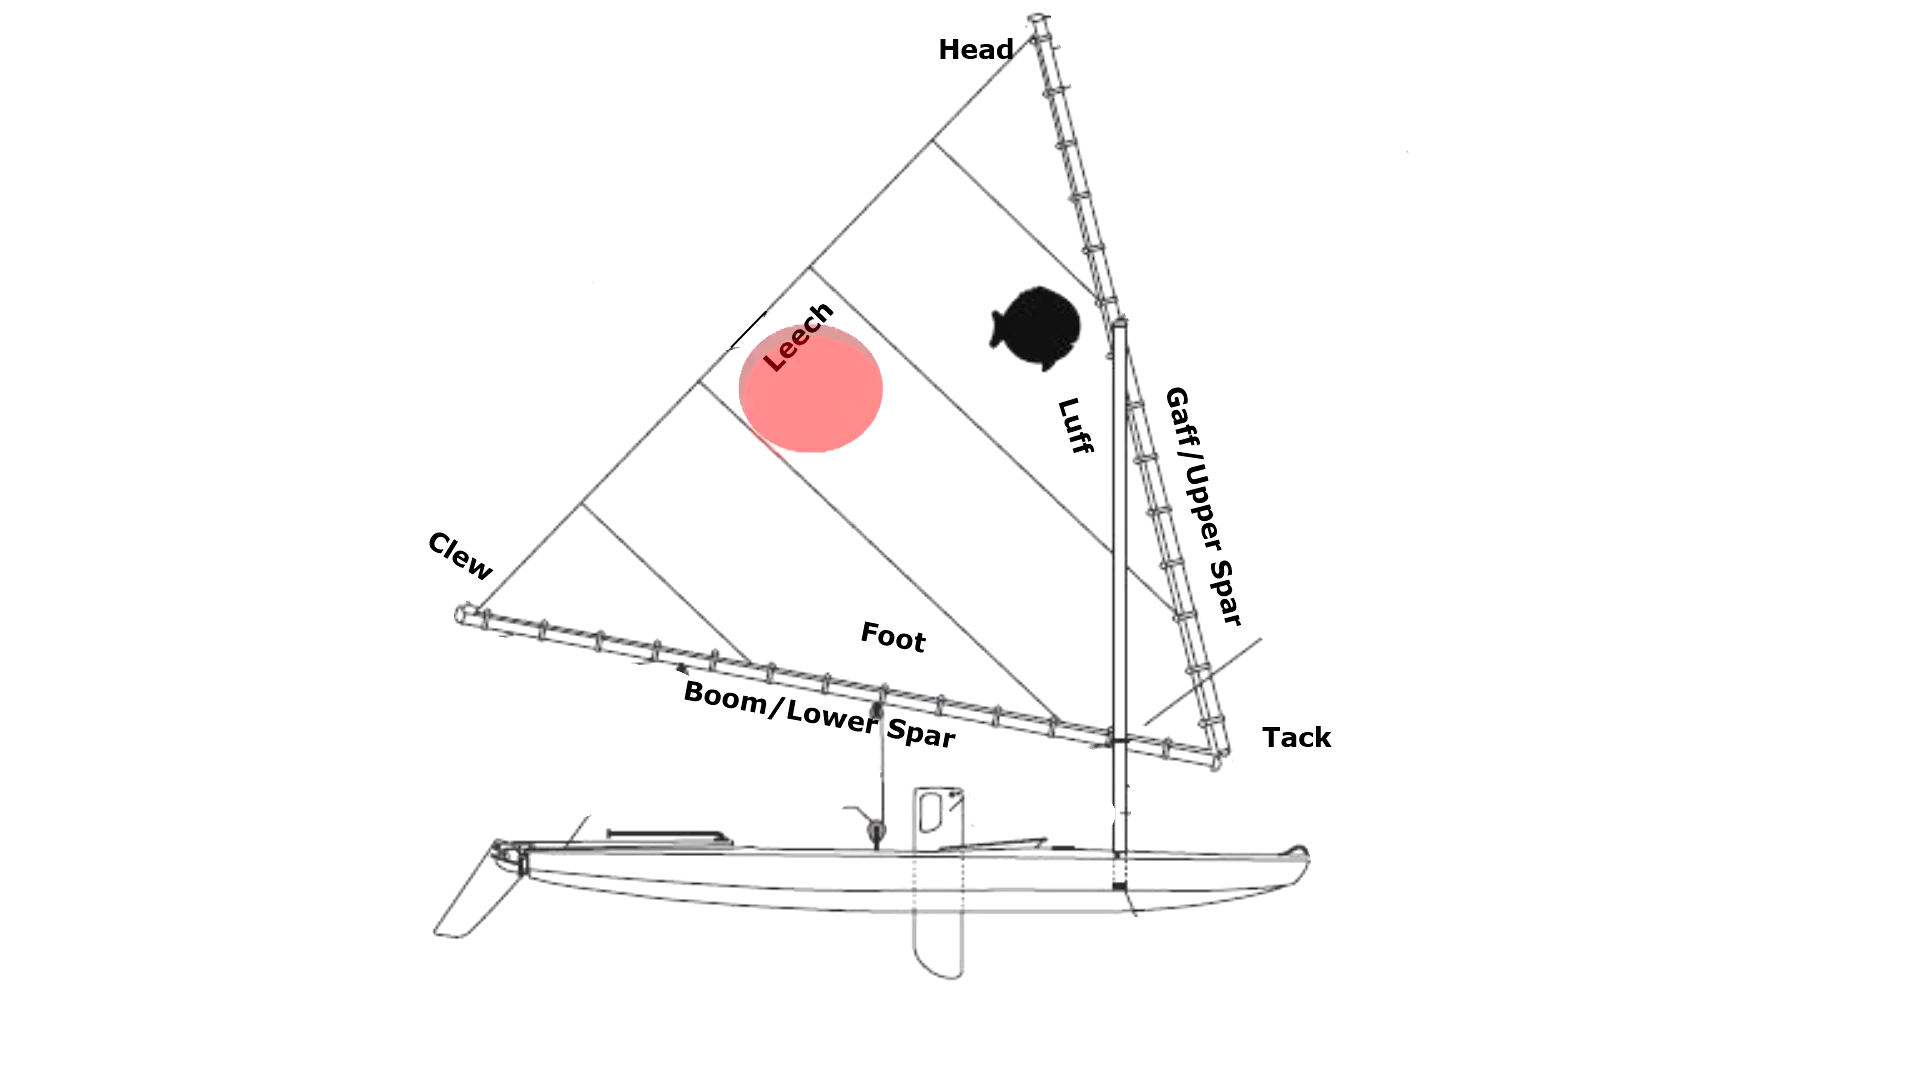 Head
Leech
Luff
Gaff/Upper Spar
Clew
Foot
Boom/Lower Spar
Tack